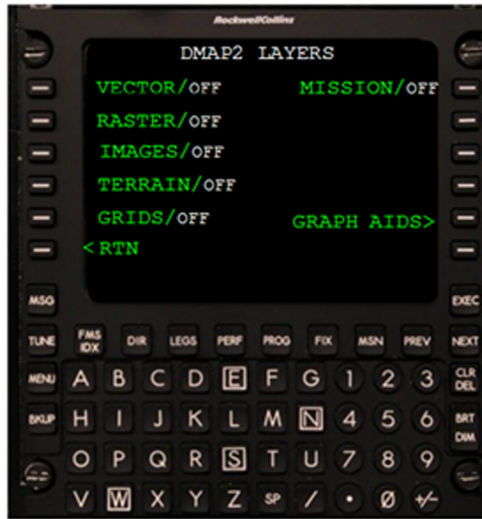 RockwellCollins
DMAP2 LAYERS
VECTOR/OFF MISSION/OFF
RASTER/OFF
IMAGES/OFF
TERRAIN/OFF
GRIDS/OFF GRAPH AIDS>
<RTN
MSG EXEC
TUNE FMS IDX DIR LEGS PERF PROG FIX MSN PREV NEXT
MENU A B C D E F G 1 2 3 CLR DEL
BKUP H I J K L M N 4 5 6 BRT DIM
O P Q R S T U 7 8 9
V W X Y Z SP / . Ø +/-